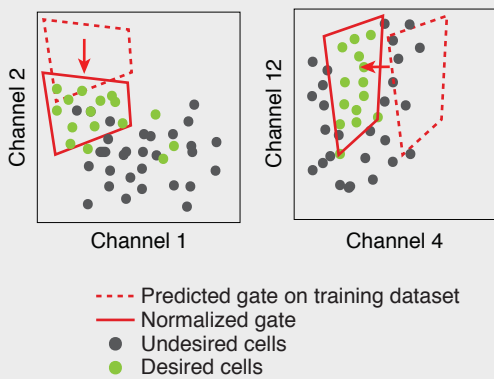 Channel 2
Channel 1
Channel 12
Channel 4
Predicted gate on training dataset
Normalized gate
Undesired cells
Desired cells